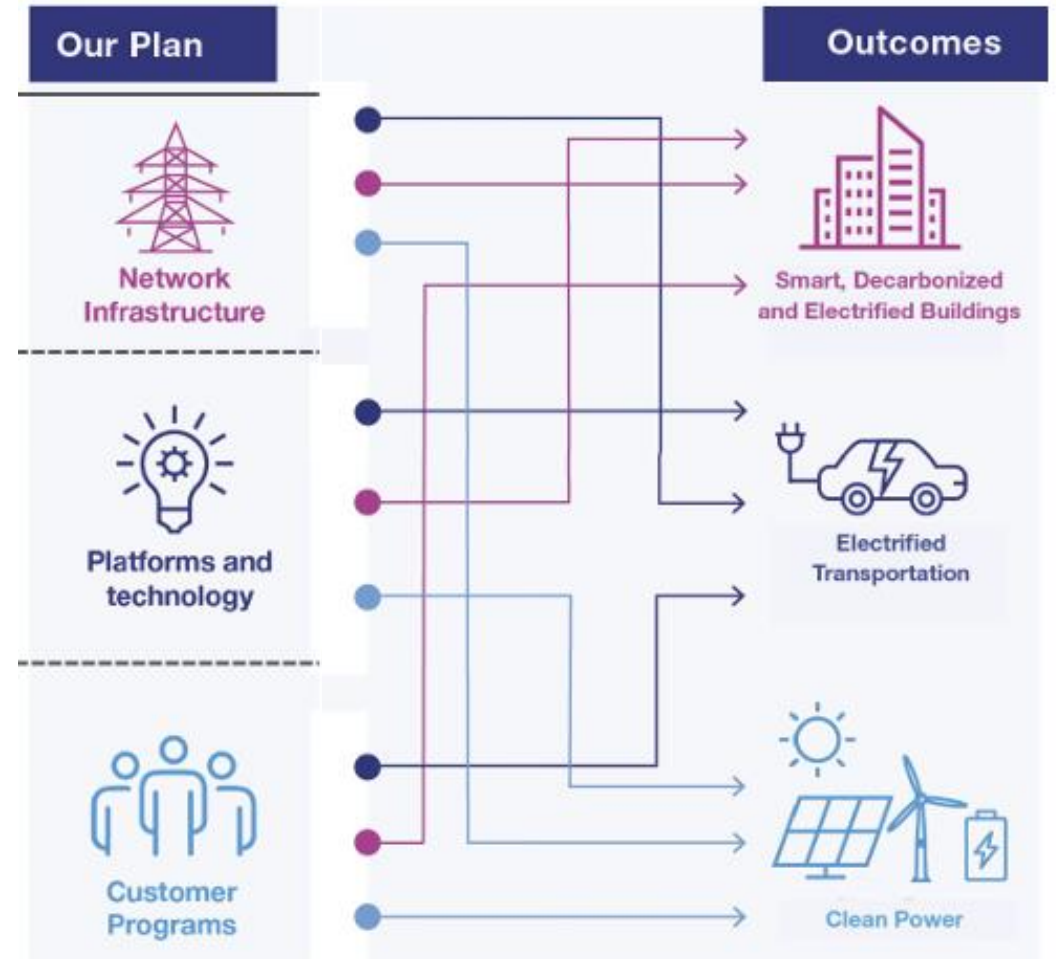 Our Plan
Outcomes
Network
Infrastructure
Smart, Decarbonized
and Electrified Buildings
Platforms and
technology
Electrified
Transportation
Customer
Programs
Clean Power